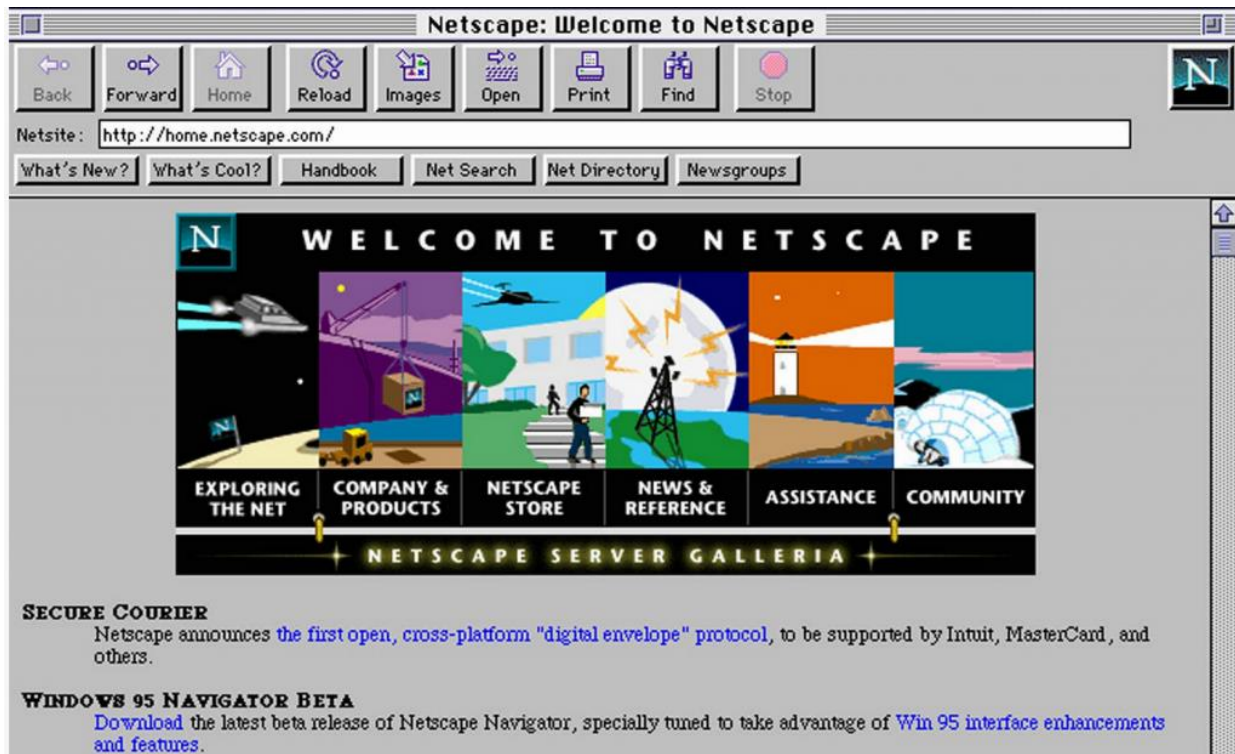 Netscape: Welcome to Netscape
Back Forward Home Reload Images Open Print Find Stop
N
Netsite: http://home.netscape.com/
What's New? What's Cool? Handbook Net Search Net Directory Newsgroups
N WELCOME TO NETSCAPE
EXPLORING THE NET
COMPANY & PRODUCTS
NETSCAPE STORE
NEWS & REFERENCE
ASSISTANCE
COMMUNITY
NETSCAPE SERVER GALLERIA
SECURE COURIER
Netscape announces the first open, cross-platform "digital envelope" protocol, to be supported by Intuit, MasterCard, and
others.
WINDOWS 95 NAVIGATOR BETA
Download the latest beta release of Netscape Navigator, specially tuned to take advantage of Win 95 interface enhancements
and features.